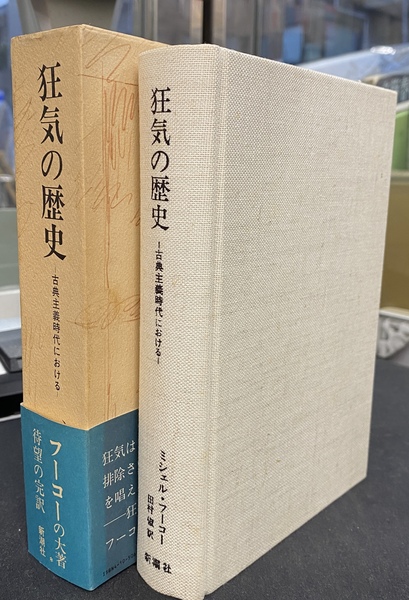 狂気の歴史
―古典主義時代における―
フーコーの大著
待望の完訳
新潮社
狂気は
排除さ
を唱え
――狂
フーコ
狂気の歴史
―古典主義時代における―
ミシェル・フーコー
田村俶訳
新潮社